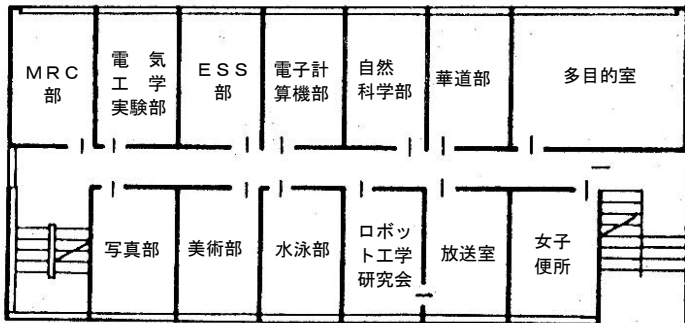 MRC
部
電気
工学
実験部
ESS
部
電子計
算機部
自然
科学部
華道部
多目的室
写真部
美術部
水泳部
ロボッ
ト工学
研究会
放送室
女子
便所